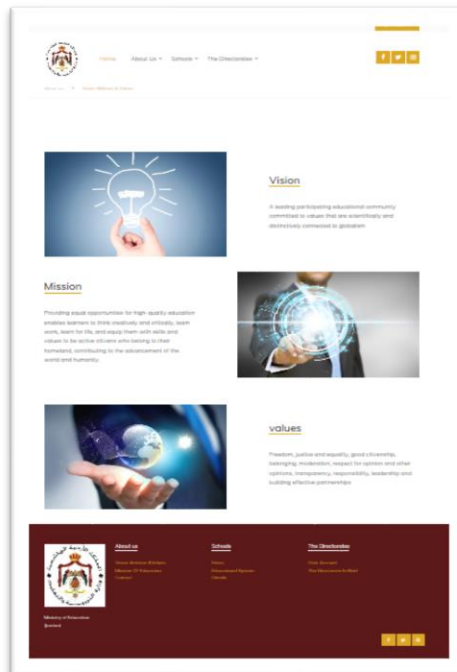 Home About Us Schools The Directorates
Vision
A leading participating educational community
committed to values that are scientifically and
distinctively connected to globalism
Mission
Providing equal opportunities for high-quality education
enables learners to think creatively and critically, team
work, learn for life, and equip them with skills and
values to be active citizens who belong to their
homeland, contributing to the advancement of the
world and humanity
values
Freedom, justice and equality, good citizenship,
belonging, moderation, respect for opinion and other
opinions, transparency, responsibility, leadership and
building effective partnerships
About us Schools The Directorates
Ministry of Education